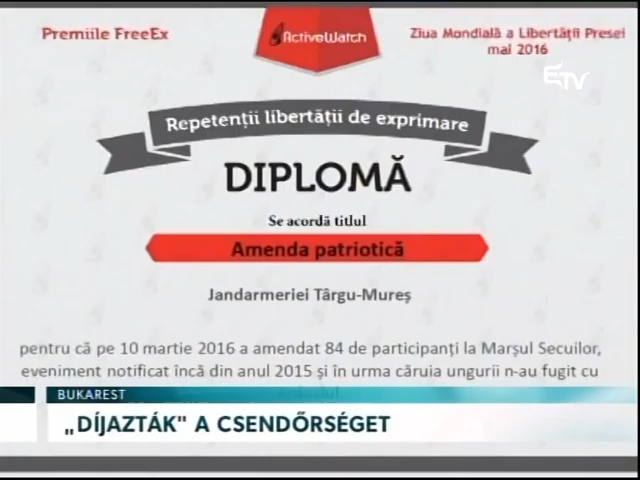 Premiile FreeEx
ActiveWatch
Ziua Mondială a Libertății Presei
mai 2016
ETV
Repetenții libertății de exprimare
DIPLOMĂ
Se acordă titlul
Amenda patriotică
Jandarmeriei Târgu-Mureș
pentru că pe 10 martie 2016 a amendat 84 de participanți la Marșul Secuilor,
eveniment notificat încă din anul 2015 și în urma căruia ungurii n-au fugit cu
BUKAREST
„DÍJAZTÁK" A CSENDŐRSÉGET